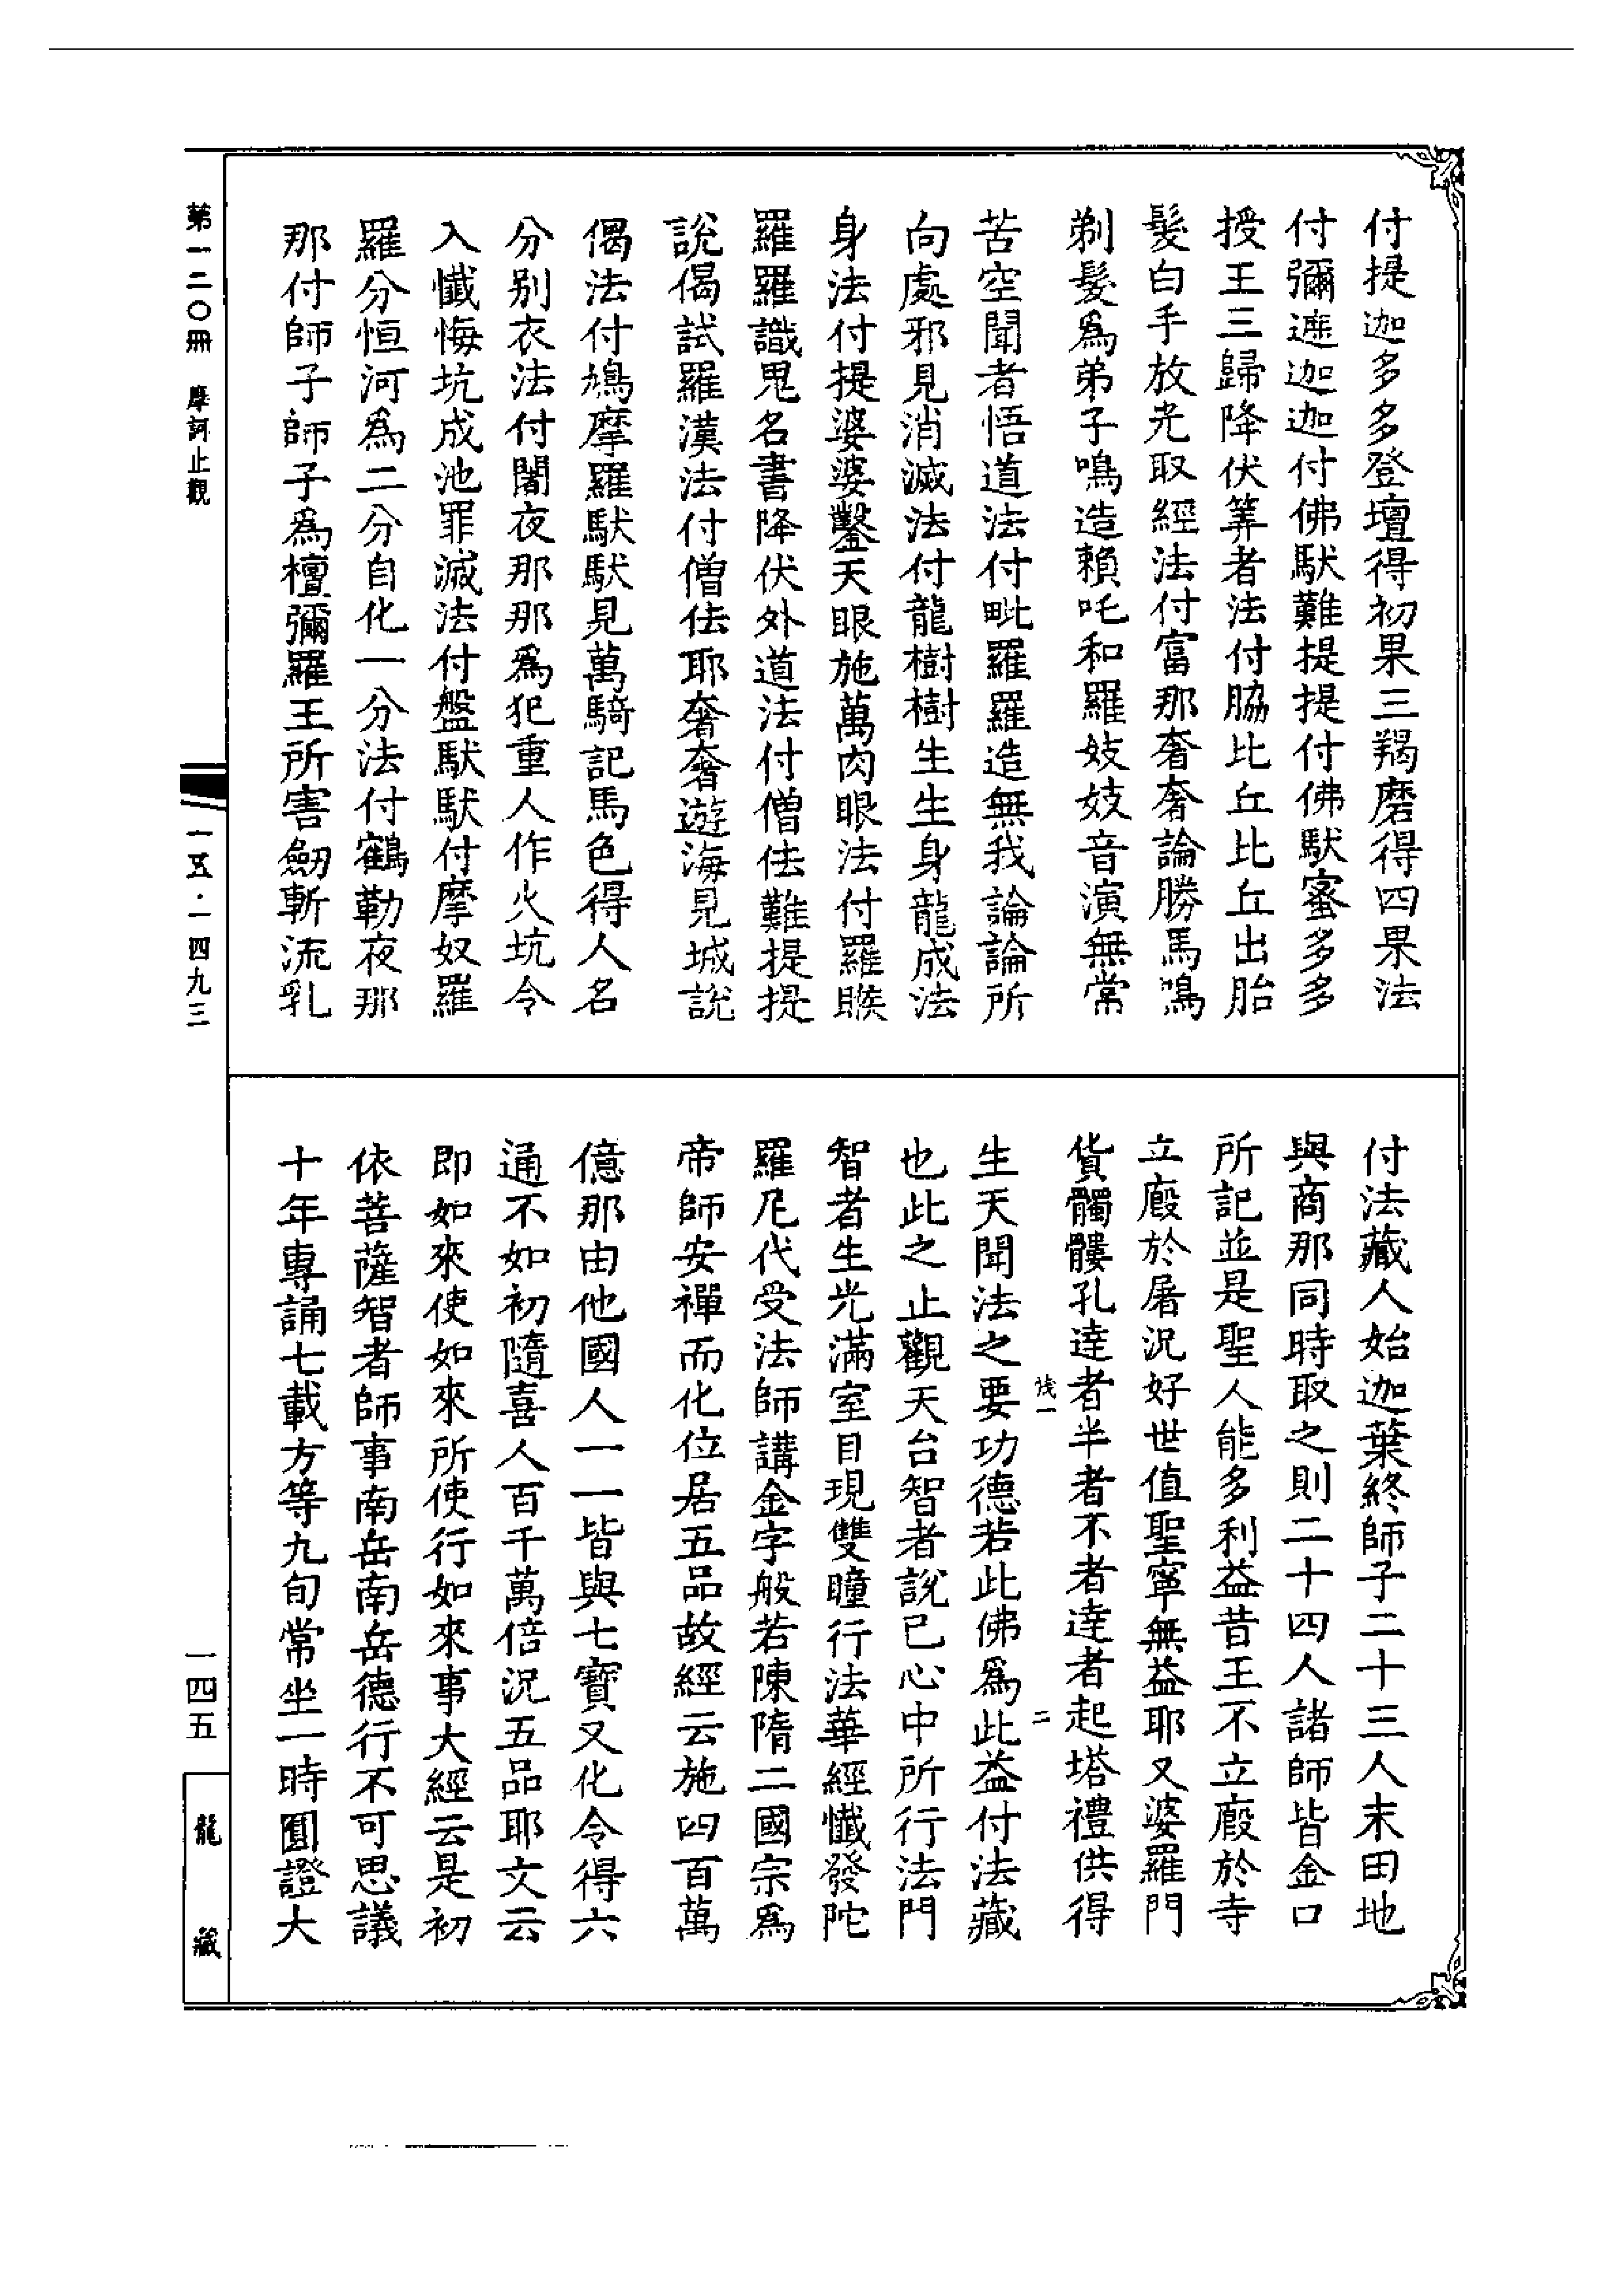 付提迦多多登壇得初果三羯磨得四果法
付彌遮迦迦付佛馱難提提付佛馱蜜多多
授王三歸降伏筭者法付脇比丘比丘出胎
髮白手放光取經法付富那奢奢論勝馬鳴
剃髮為弟子鳴造賴吒和羅妓妓音演無常
苦空聞者悟道法付毗羅羅造無我論論所
向處邪見消滅法付龍樹樹生生身龍成法
身法付提婆婆鑿天眼施萬肉眼法付羅睺
羅羅識鬼名書降伏外道法付僧佉難提提
說偈試羅漢法付僧佉耶奢奢遊海見城說
偈法付鳩摩羅馱馱見萬騎記馬色得人名
分別衣法付闍夜那那為犯重人作火坑令
入懺悔坑成池罪滅法付盤馱馱付摩奴羅
羅分恒河為二分自化一分法付鶴勒夜那
那付師子師子為檀彌羅王所害劒斬流乳
付法藏人始迦葉終師子二十三人末田地
與商那同時取之則二十四人諸師皆金口
所記並是聖人能多利益昔王不立廄於寺
立廄於屠況好世值聖寧無益耶又婆羅門
貨髑髏孔達者半者不者達者起塔禮供得
生天聞法之要功德若此佛為此益付法藏
也此之止觀天台智者說已心中所行法門
智者生光滿室目現雙瞳行法華經懺發陀
羅尼代受法師講金字般若陳隋二國宗為
帝師安禪而化位居五品故經云施四百萬
億那由他國人一一皆與七寶又化令得六
通不如初隨喜人百千萬倍況五品耶文云
即如來使如來所使行如來事大經云是初
依菩薩智者師事南岳南岳德行不可思議
十年專誦七載方等九旬常坐一時圓證大
第一二〇冊 摩訶止觀
一五·一四九三
一四五
龍藏